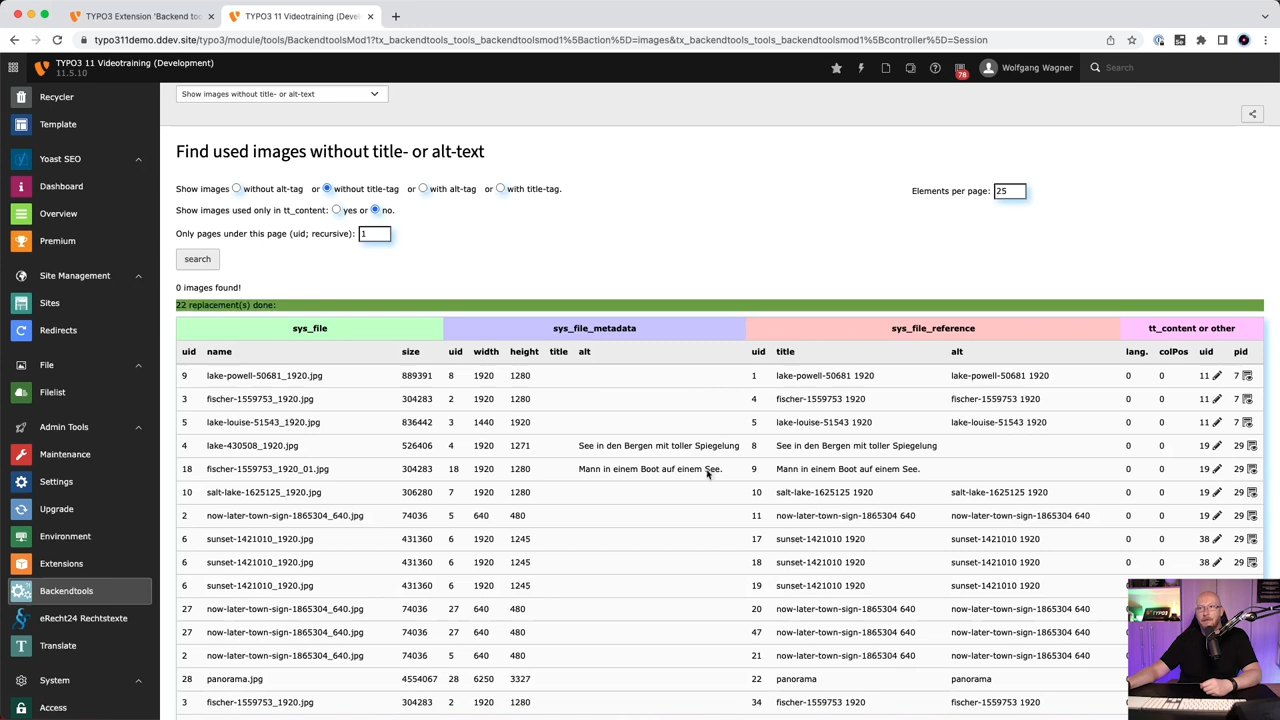 TYPO3 Extension 'Backend too
TYPO3 11 Videotraining (Devel
typo311demo.ddev.site/typo3/module/tools/BackendtoolsMod1?tx_backendtools_tools_backendtoolsmod1%5Baction%5D=images&tx_backendtools_tools_backendtoolsmod1%5Bcontroller%5D=Session
TYPO3 11 Videotraining (Development)
11.5.10
78
Wolfgang Wagner
Search
Recycler
Template
Yoast SEO
Dashboard
Overview
Premium
Site Management
Sites
Redirects
File
Filelist
Admin Tools
Maintenance
Settings
Upgrade
Environment
Extensions
Backendtools
eRecht24 Rechtstexte
Translate
System
Access
Show images without title- or alt-text
Find used images without title- or alt-text
Show images without alt-tag or without title-tag or with alt-tag or with title-tag.
Elements per page: 25
Show images used only in tt_content: yes or no.
Only pages under this page (uid; recursive): 1
search
0 images found!
22 replacement(s) done:
sys_file sys_file_metadata sys_file_reference tt_content or other
uid name size uid width height title alt uid title alt lang. colPos uid pid
9 lake-powell-50681_1920.jpg 889391 8 1920 1280 1 lake-powell-50681 1920 lake-powell-50681 1920 0 0 11 7
3 fischer-1559753_1920.jpg 304283 2 1920 1280 4 fischer-1559753 1920 fischer-1559753 1920 0 0 11 7
5 lake-louise-51543_1920.jpg 836442 3 1440 1920 5 lake-louise-51543 1920 lake-louise-51543 1920 0 0 11 7
4 lake-430508_1920.jpg 526406 4 1920 1271 See in den Bergen mit toller Spiegelung 8 See in den Bergen mit toller Spiegelung 0 0 19 29
18 fischer-1559753_1920_01.jpg 304283 18 1920 1280 Mann in einem Boot auf einem See. 9 Mann in einem Boot auf einem See. 0 0 19 29
10 salt-lake-1625125_1920.jpg 306280 7 1920 1280 10 salt-lake-1625125 1920 salt-lake-1625125 1920 0 0 19 29
2 now-later-town-sign-1865304_640.jpg 74036 5 640 480 11 now-later-town-sign-1865304 640 now-later-town-sign-1865304 640 0 0 19 29
6 sunset-1421010_1920.jpg 431360 6 1920 1245 17 sunset-1421010 1920 sunset-1421010 1920 0 0 38 29
6 sunset-1421010_1920.jpg 431360 6 1920 1245 18 sunset-1421010 1920 sunset-1421010 1920 0 0 38 29
6 sunset-1421010_1920.jpg 431360 6 1920 1245 19 sunset-1421010 1920 sunset-1421010 1920
27 now-later-town-sign-1865304_640.jpg 74036 27 640 480 20 now-later-town-sign-1865304 640 now-later-town-sign-1865304 640
27 now-later-town-sign-1865304_640.jpg 74036 27 640 480 47 now-later-town-sign-1865304 640 now-later-town-sign-1865304 640
2 now-later-town-sign-1865304_640.jpg 74036 5 640 480 21 now-later-town-sign-1865304 640 now-later-town-sign-1865304 640
28 panorama.jpg 4554067 28 6250 3327 22 panorama panorama
3 fischer-1559753_1920.jpg 304283 2 1920 1280 34 fischer-1559753 1920 fischer-1559753 1920
TYPO3